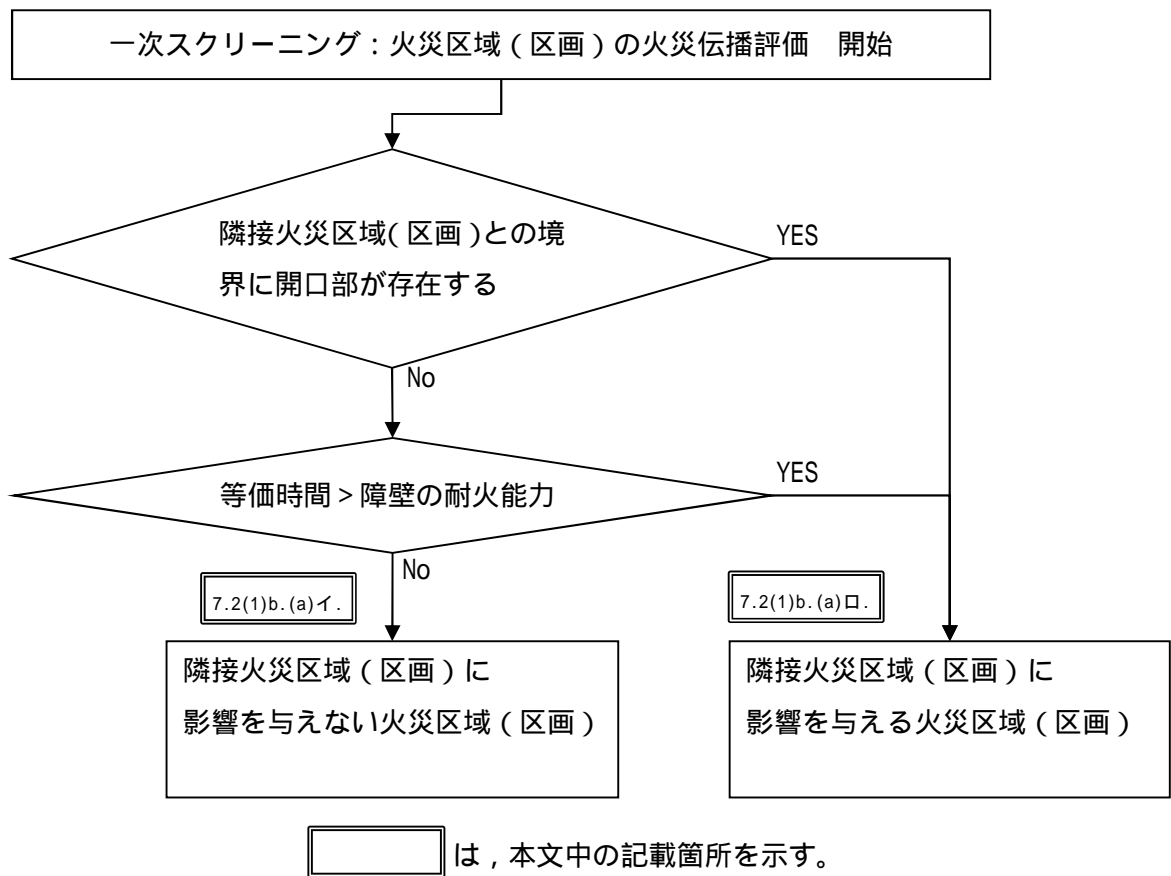 一次スクリーニング：火災区域（区画）の火災伝播評価　開始
隣接火災区域(区画)との境
界に開口部が存在する
YES
No
等価時間＞障壁の耐火能力
YES
No
7.2(1)b.(a)イ.
7.2(1)b.(a)ロ.
隣接火災区域（区画）に
影響を与えない火災区域（区画）
隣接火災区域（区画）に
影響を与える火災区域（区画）
は，本文中の記載箇所を示す。